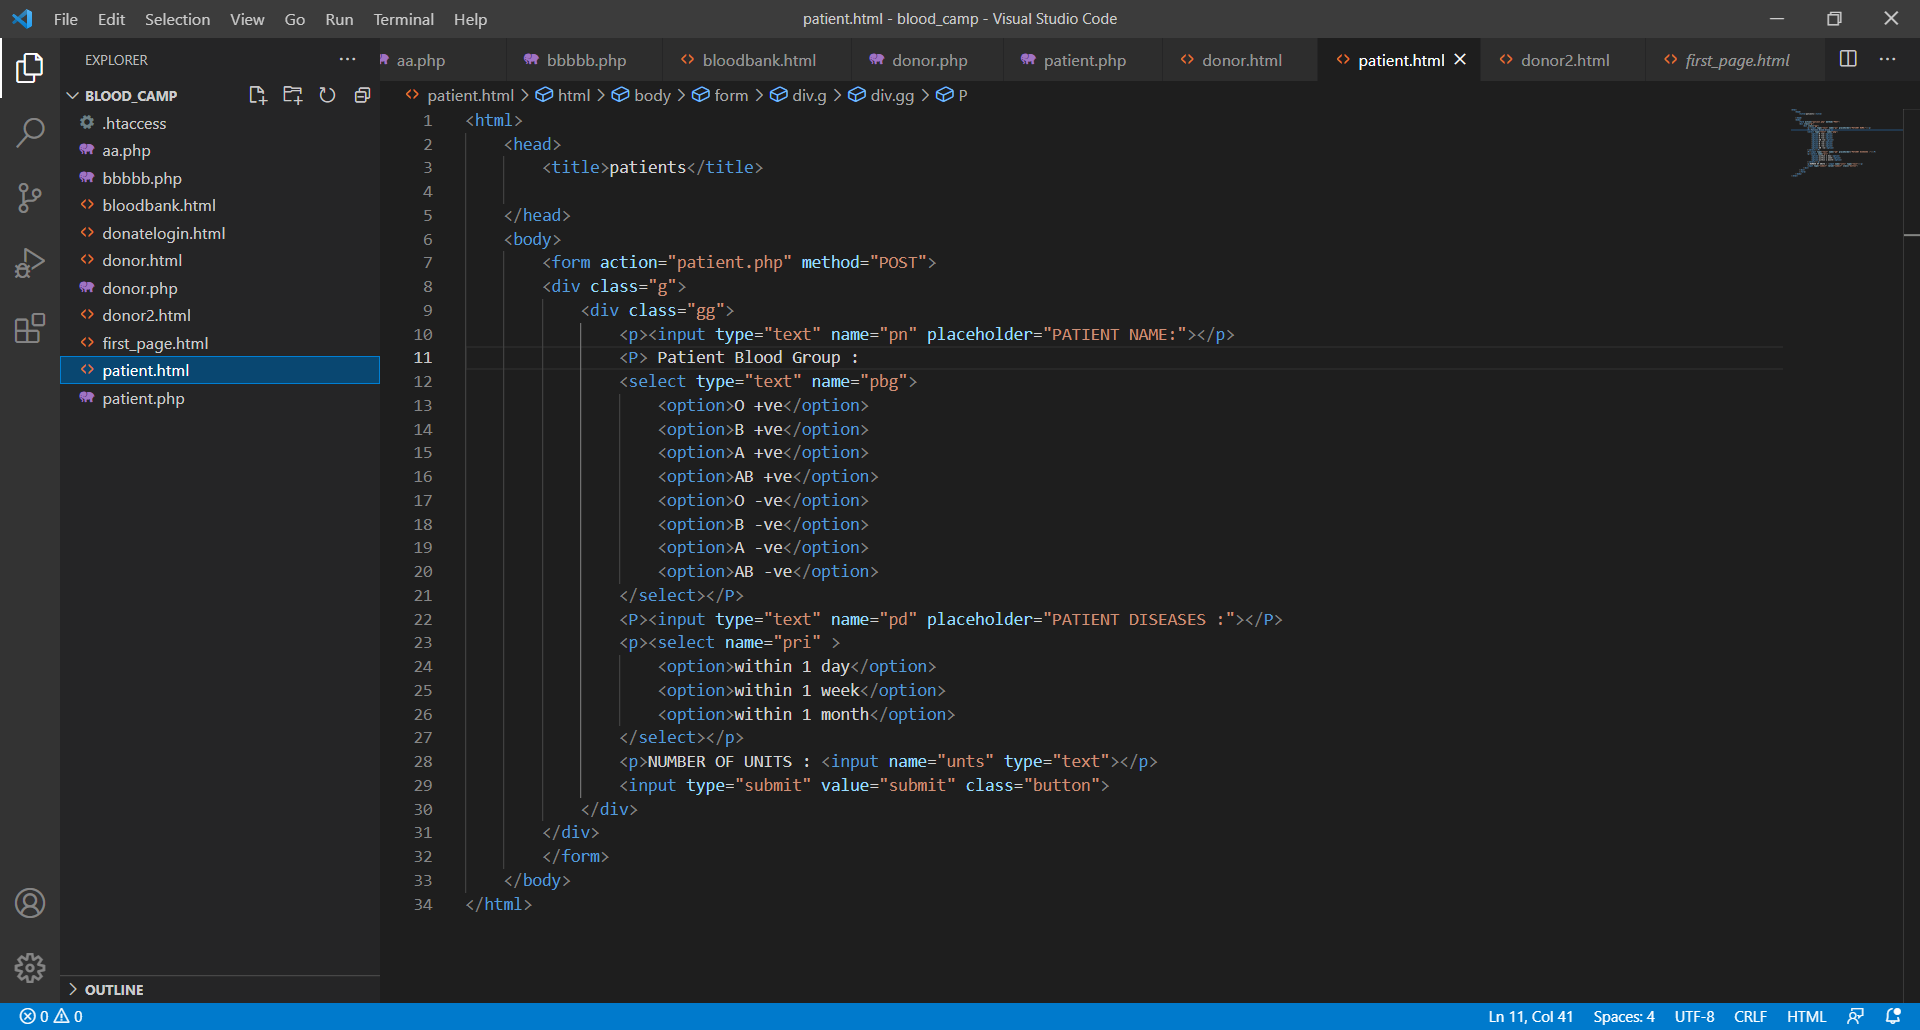 File Edit Selection View Go Run Terminal Help
patient.html - blood_camp - Visual Studio Code
EXPLORER
aa.php bbbbb.php bloodbank.html donor.php patient.php donor.html patient.html donor2.html first_page.html
BLOOD_CAMP
.htaccess
aa.php
bbbbb.php
bloodbank.html
donatelogin.html
donor.html
donor.php
donor2.html
first_page.html
patient.html
patient.php
OUTLINE
patient.html > html > body > form > div.g > div.gg > P
1 <html>
2 <head>
3 <title>patients</title>
4
5 </head>
6 <body>
7 <form action="patient.php" method="POST">
8 <div class="g">
9 <div class="gg">
10 <p><input type="text" name="pn" placeholder="PATIENT NAME:"></p>
11 <P> Patient Blood Group :
12 <select type="text" name="pbg">
13 <option>O +ve</option>
14 <option>B +ve</option>
15 <option>A +ve</option>
16 <option>AB +ve</option>
17 <option>O -ve</option>
18 <option>B -ve</option>
19 <option>A -ve</option>
20 <option>AB -ve</option>
21 </select></P>
22 <P><input type="text" name="pd" placeholder="PATIENT DISEASES :"></P>
23 <p><select name="pri" >
24 <option>within 1 day</option>
25 <option>within 1 week</option>
26 <option>within 1 month</option>
27 </select></p>
28 <p>NUMBER OF UNITS : <input name="unts" type="text"></p>
29 <input type="submit" value="submit" class="button">
30 </div>
31 </div>
32 </form>
33 </body>
34 </html>
0 0
Ln 11, Col 41 Spaces: 4 UTF-8 CRLF HTML